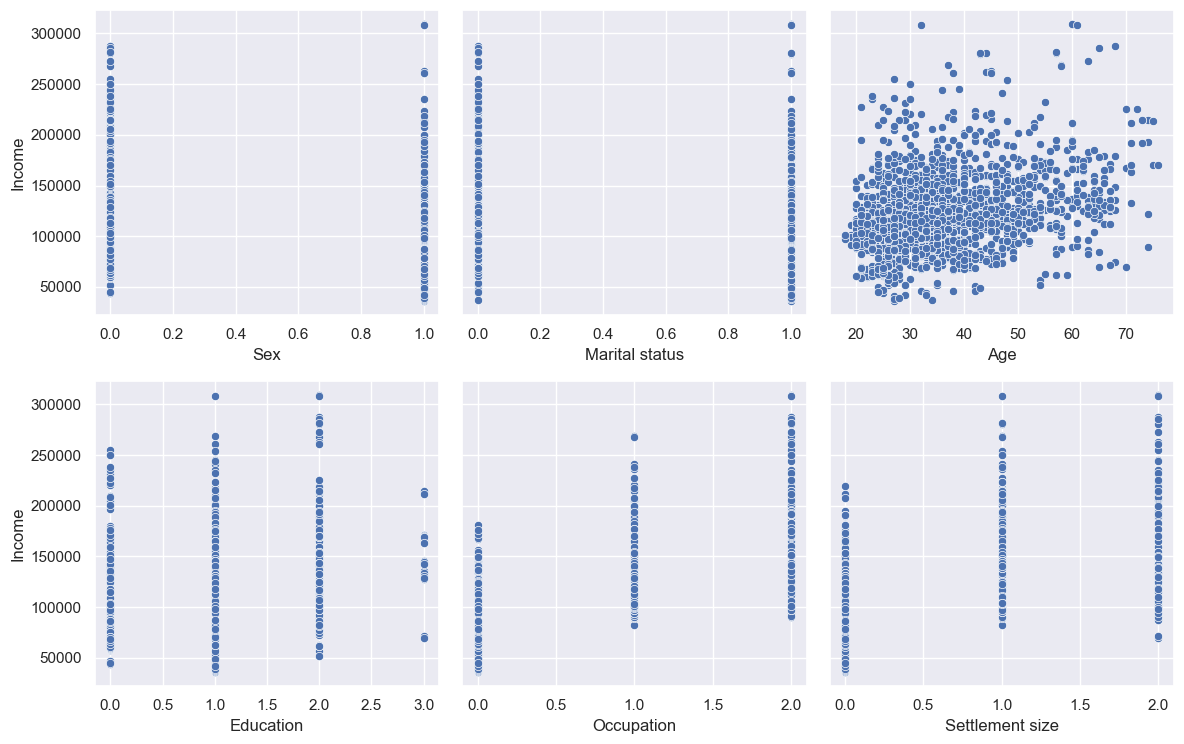 300000
250000
200000
150000
100000
50000
Income
0.0 0.2 0.4 0.6 0.8 1.0
Sex
0.0 0.2 0.4 0.6 0.8 1.0
Marital status
20 30 40 50 60 70
Age
300000
250000
200000
150000
100000
50000
Income
0.0 0.5 1.0 1.5 2.0 2.5 3.0
Education
0.0 0.5 1.0 1.5 2.0
Occupation
0.0 0.5 1.0 1.5 2.0
Settlement size